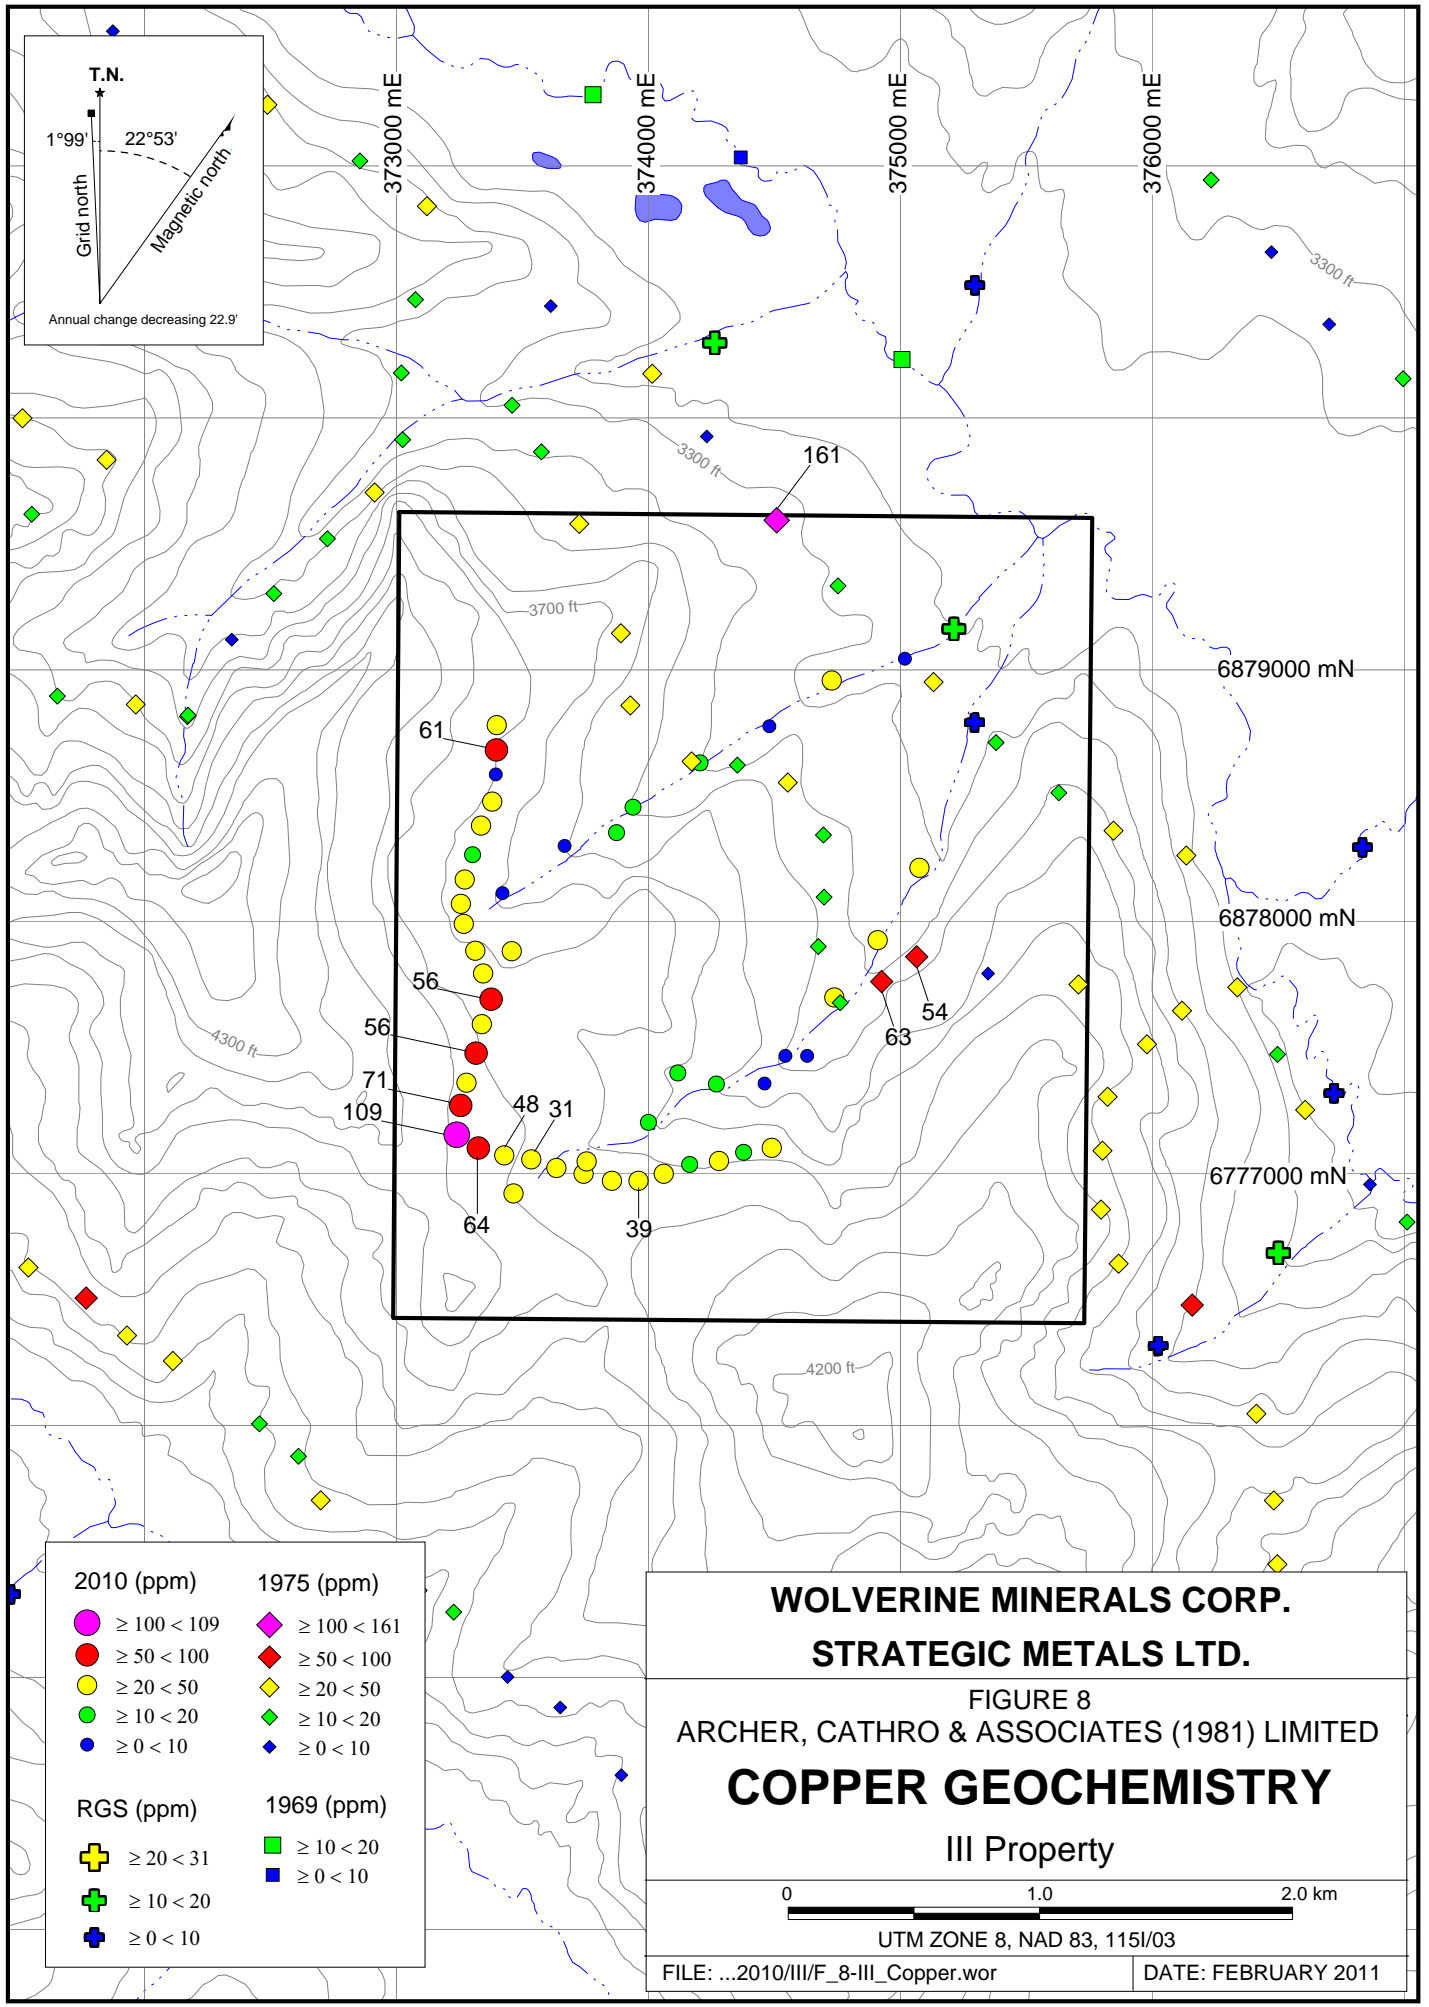 T.N.
1°99' 22°53'
Grid north
Magnetic north
Annual change decreasing 22.9'
373000 mE
374000 mE
375000 mE
376000 mE
3300 ft
3300 ft
161
3700 ft
6879000 mN
61
6878000 mN
56
54
56
63
4300 ft
71
109
48 31
6777000 mN
64
39
4200 ft
2010 (ppm)
≥ 100 < 109
≥ 50 < 100
≥ 20 < 50
≥ 10 < 20
≥ 0 < 10
1975 (ppm)
≥ 100 < 161
≥ 50 < 100
≥ 20 < 50
≥ 10 < 20
≥ 0 < 10
RGS (ppm)
≥ 20 < 31
≥ 10 < 20
≥ 0 < 10
1969 (ppm)
≥ 10 < 20
≥ 0 < 10
WOLVERINE MINERALS CORP.
STRATEGIC METALS LTD.
FIGURE 8
ARCHER, CATHRO & ASSOCIATES (1981) LIMITED
COPPER GEOCHEMISTRY
III Property
0 1.0 2.0 km
UTM ZONE 8, NAD 83, 115I/03
FILE: ...2010/III/F_8-III_Copper.wor
DATE: FEBRUARY 2011